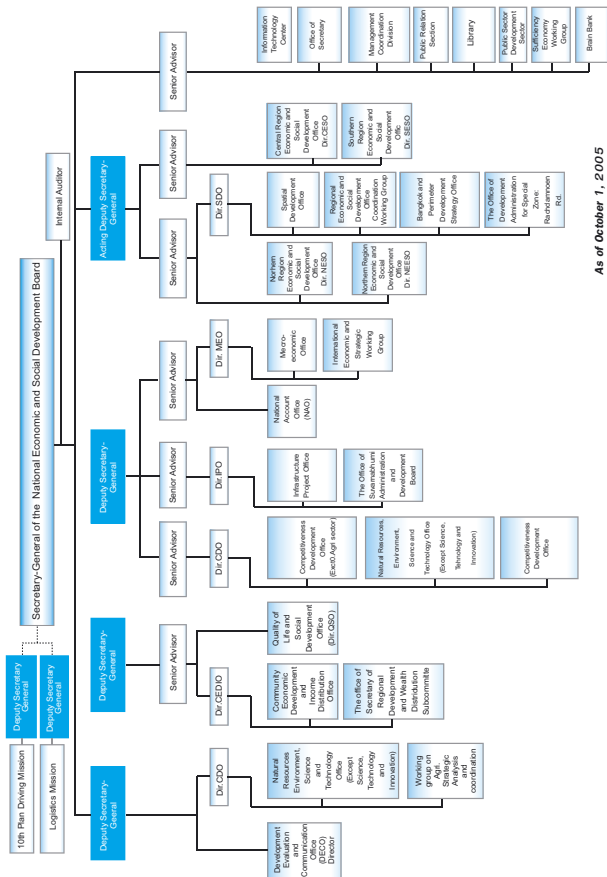 Secretary-General of the National Economic and Social Development Board
Internal Auditor
10th Plan Driving Mission
Deputy Secretary
General
Logistics Mission
Deputy Secretary
General
Deputy Secretary-
Geeral
Dir.CDO
Development
Evaluation
and
Communication
Office
(DECO)
Director
Natural
Resources
Environment,
Science
and
Technology
Office
(Except Science,
Technology
and
Innovation)
Working
group on
Agri,
Strategic
Analysis
and
coordination
Deputy Secretary-
General
Senior Advisor
Dir.CEDIO
Community
Economic
Development
and
Income
Distribution
Office
The office of
Secretary of
Regional
Development
and Wealth
Distridution
Subcommittle
Quality of
Life and
Social
Development
Office
(Dir.QSO)
Deputy Secretary-
General
Senior Advisor
Dir.CDO
Competitiveness
Development
Office
(Exct0.Agri sector)
Natural Resources,
Environment,
Science and
Technology Office
(Except Science,
Tehnology and
Innovation)
Competitiveness
Development
Office
Senior Advisor
Dir.IPO
Infrastructure
Project Office
The Office of
Suvarnabhumi
Administration
and
Development
Board
Senior Advisor
National
Account
Office
(NAO)
Dir. MEO
Mecro-
economic
Office
International
Economic and
Strategic
Working
Group
Acting Deputy Secretary-
General
Senior Advisor
Norhern
Region
Economic and
Social
Development
Office
Dir. NESO
Northern Region
Economic and
Social
Development
Office
Dir. NEESO
Dir.SDO
Spatial
Development
Office
Regional
Economic and
Social
Development
Office
Coordination
Working Group
Bangkok and
Perimeter
Development
Strategy Office
The Office of
Development
Administration
for Special
Zone:
Rachdamnoen
Rd.
Senior Advisor
Central Region
Economic and
Social
Development
Office
Dir.CESO
Southern
Region
Economic and
Social
Development
Offic
Dir. SESO
Senior Advisor
Information
Technology
Center
Office of
Secretary
Management
Coordination
Division
Public Relation
Section
Library
Public Sector
Development
Sector
Sufficiency
Economy
Working
Group
Brain Bank
As of October 1, 2005